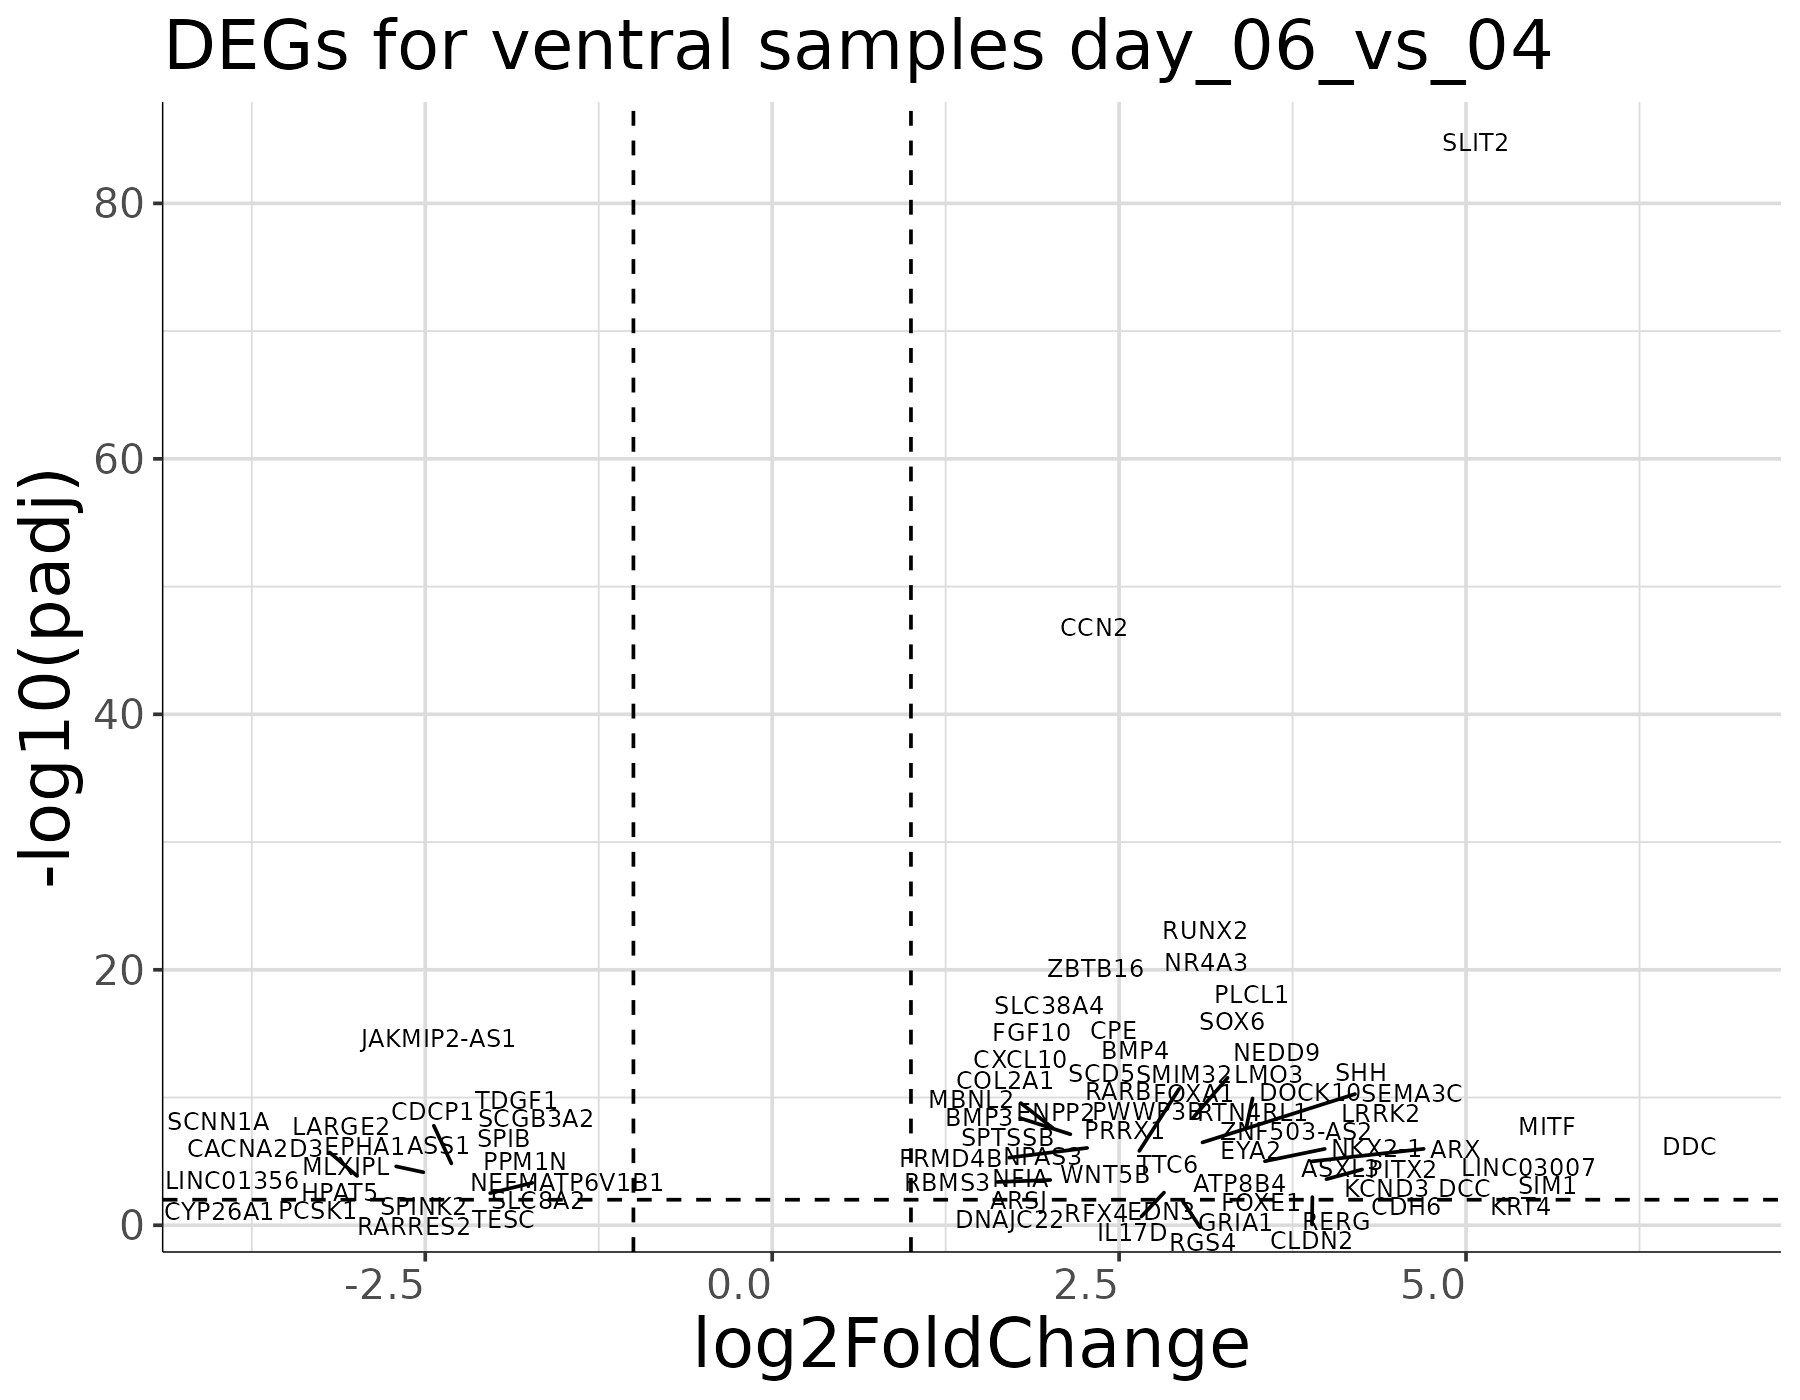 DEGs for ventral samples day_06_vs_04
-log10(padj)
80
60
40
20
0
SLIT2
CCN2
RUNX2
NR4A3
ZBTB16
PLCL1
SLC38A4
SOX6
CPE
FGF10
JAKMIP2-AS1
BMP4
NEDD9
CXCL10
SCD5
SMIM32
LMO3
SHH
COL2A1
RARB
FOXA1
DOCK10
SEMA3C
MBNL2
TDGF1
CDCP1
BMP3
ENPP2
PWWP3B
RTN4RL1
LRRK2
SCGB3A2
SCNN1A
LARGE2
SPTSSB
PRRX1
ZNF503-AS2
MITF
SPIB
CACNA2D3
EPHA1
ASS1
EYA2
NKX2-1
ARX
DDC
FRMD4B
NPAS3
PPM1N
MLXIPL
TTC6
ASXL3
PITX2
LINC03007
LINC01356
RBMS3
NFIA
WNT5B
ATP8B4
NEFM
ATP6V1B1
HPAT5
KCND3
DCC
SIM1
SLC8A2
ARSJ
FOXE1
CDH6
KRT4
CYP26A1
PCSK1
SPINK2
RFX4
EDN3
RARRES2
TESC
DNAJC22
GRIA1
RERG
IL17D
RGS4
CLDN2
-2.5
0.0
2.5
5.0
log2FoldChange